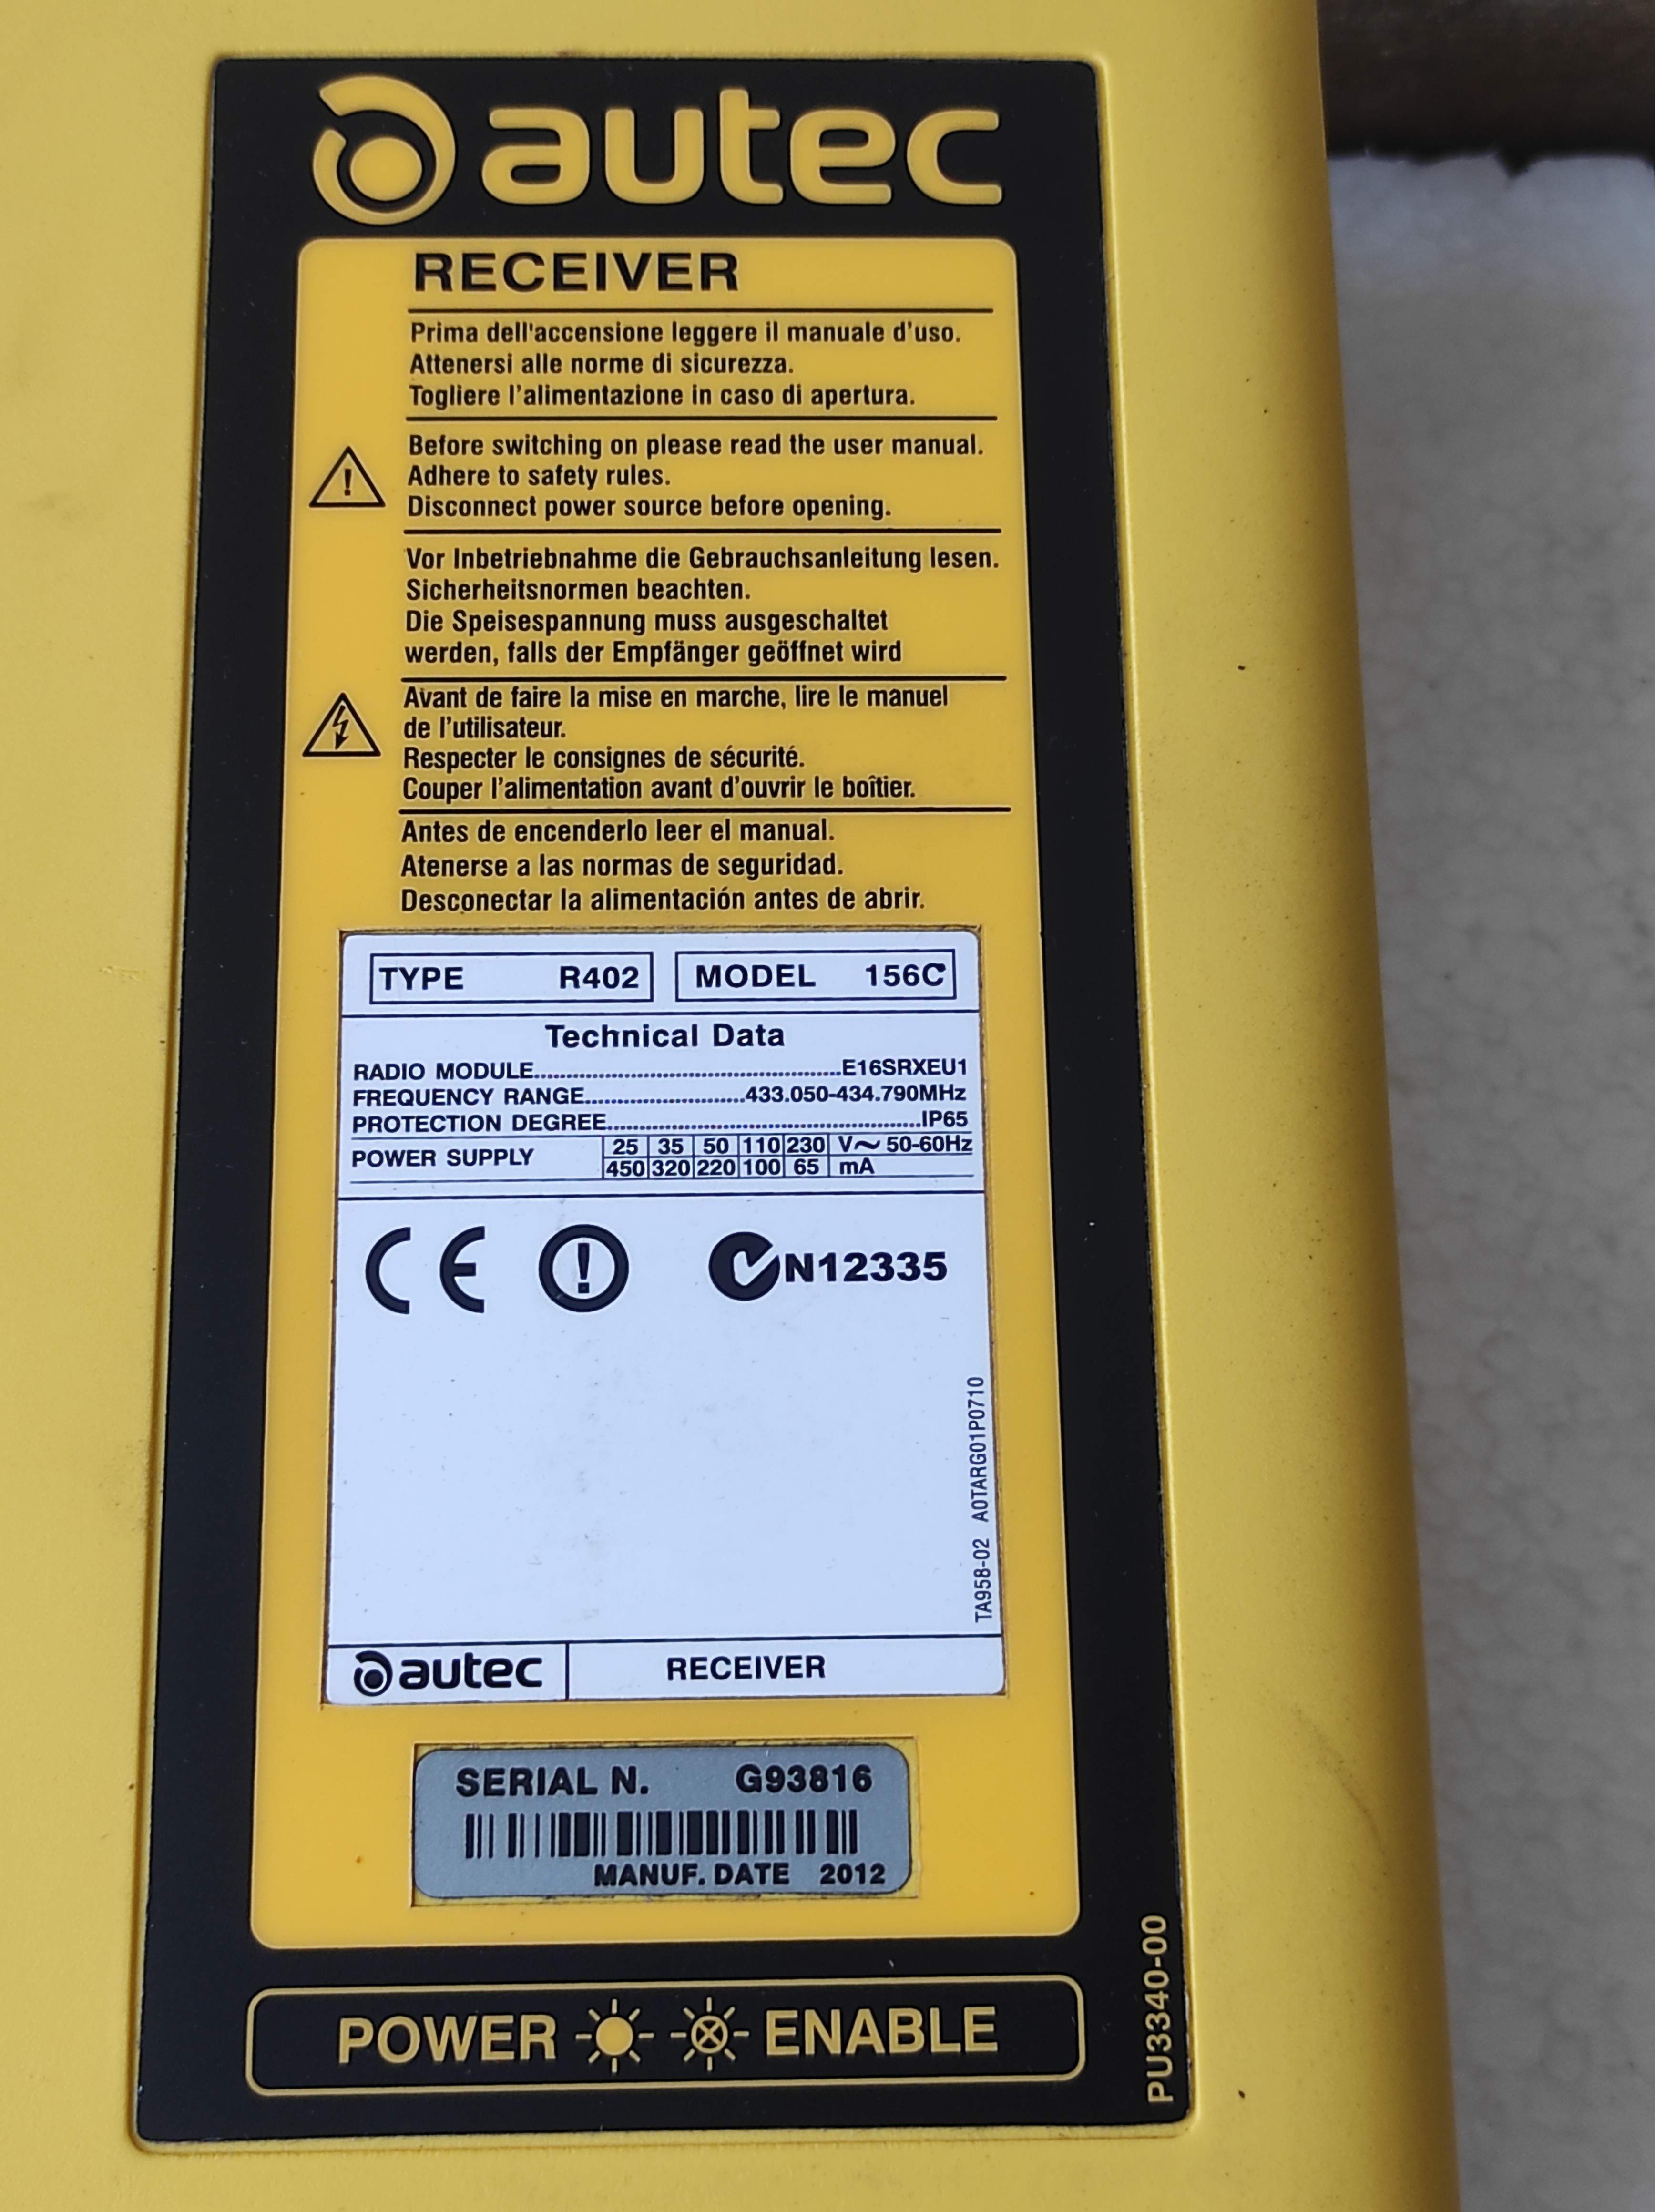 autec
RECEIVER
Prima dell'accensione leggere il manuale d'uso.
Attenersi alle norme di sicurezza.
Togliere l'alimentazione in caso di apertura.
Before switching on please read the user manual.
Adhere to safety rules.
Disconnect power source before opening.
Vor Inbetriebnahme die Gebrauchsanleitung lesen.
Sicherheitsnormen beachten.
Die Speisespannung muss ausgeschaltet
werden, falls der Empfänger geöffnet wird
Avant de faire la mise en marche, lire le manuel
de l'utilisateur.
Respecter le consignes de sécurité.
Couper l'alimentation avant d'ouvrir le boîtier.
Antes de encenderlo leer el manual.
Atenerse a las normas de seguridad.
Desconectar la alimentación antes de abrir.
TYPE R402 MODEL 156C
Technical Data
RADIO MODULE................E16SRXEU1
FREQUENCY RANGE................433.050-434.790MHz
PROTECTION DEGREE................IP65
POWER SUPPLY 25 35 50 110 230 V~ 50-60Hz
450 320 220 100 65 mA
CE ! N12335
TA958-02 A0TARG01P0710
autec RECEIVER
SERIAL N. G93816
MANUF. DATE 2012
POWER ENABLE
PU3340-00